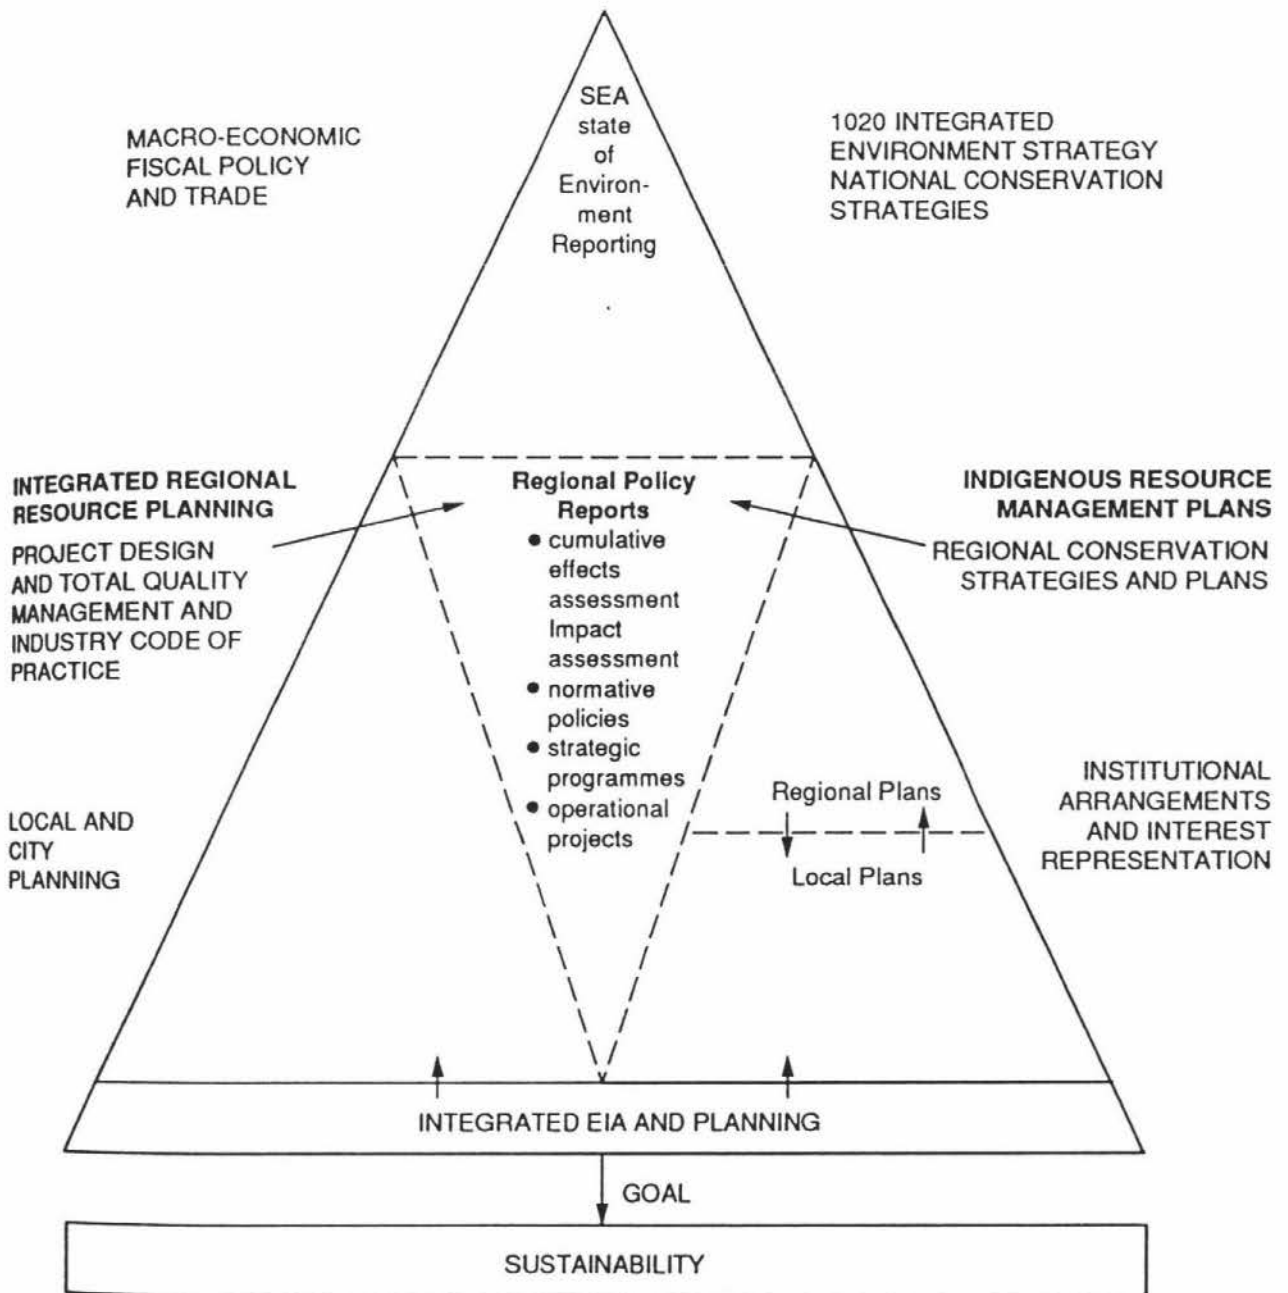 SEA
state
of
Environ-
ment
Reporting
MACRO-ECONOMIC
FISCAL POLICY
AND TRADE
1020 INTEGRATED
ENVIRONMENT STRATEGY
NATIONAL CONSERVATION
STRATEGIES
INTEGRATED REGIONAL
RESOURCE PLANNING
PROJECT DESIGN
AND TOTAL QUALITY
MANAGEMENT AND
INDUSTRY CODE OF
PRACTICE
Regional Policy
Reports
● cumulative
effects
assessment
Impact
assessment
● normative
policies
● strategic
programmes
● operational
projects
INDIGENOUS RESOURCE
MANAGEMENT PLANS
REGIONAL CONSERVATION
STRATEGIES AND PLANS
LOCAL AND
CITY
PLANNING
Regional Plans
Local Plans
INSTITUTIONAL
ARRANGEMENTS
AND INTEREST
REPRESENTATION
INTEGRATED EIA AND PLANNING
GOAL
SUSTAINABILITY